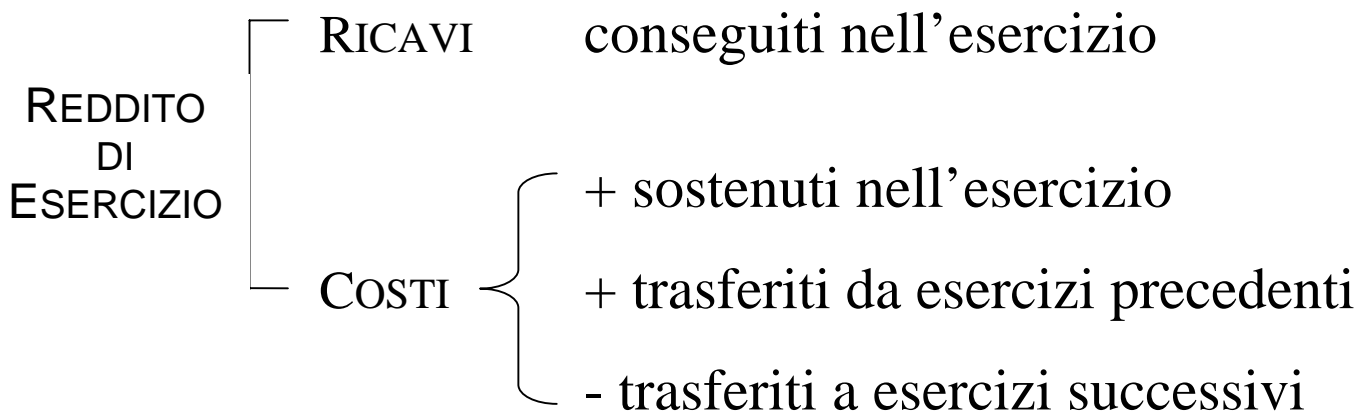 REDDITO
DI
ESERCIZIO
RICAVI conseguiti nell’esercizio
+ sostenuti nell’esercizio
COSTI + trasferiti da esercizi precedenti
- trasferiti a esercizi successivi